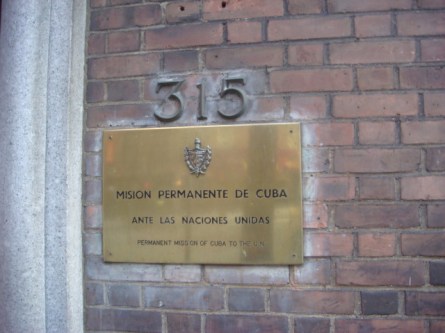 315
MISION PERMANENTE DE CUBA
ANTE LAS NACIONES UNIDAS
PERMANENT MISSION OF CUBA TO THE